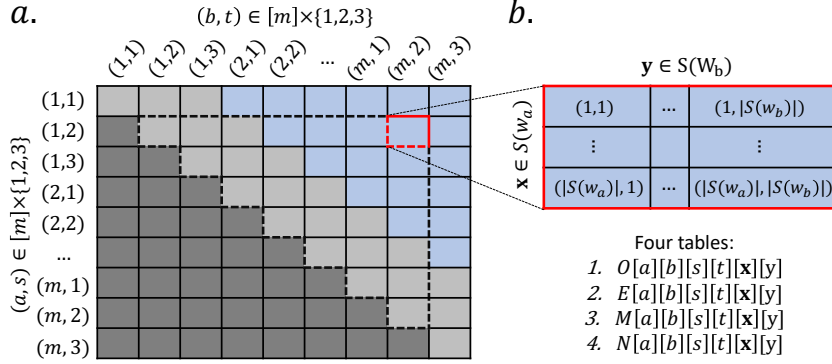 a.
(b, t) ∈ [m]×{1,2,3}
(1,1) (1,2) (1,3) (2,1) (2,2) ... (m, 1) (m, 2) (m, 3)
(a, s) ∈ [m]×{1,2,3}
(1,1)
(1,2)
(1,3)
(2,1)
(2,2)
...
(m, 1)
(m, 2)
(m, 3)
b.
y ∈ S(W_b)
x ∈ S(w_a)
(1,1) ... (1, |S(w_b)|)
⋮ ⋮
(|S(w_a)|, 1) ... (|S(w_a)|, |S(w_b)|)
Four tables:
1. O[a][b][s][t][x][y]
2. E[a][b][s][t][x][y]
3. M[a][b][s][t][x][y]
4. N[a][b][s][t][x][y]